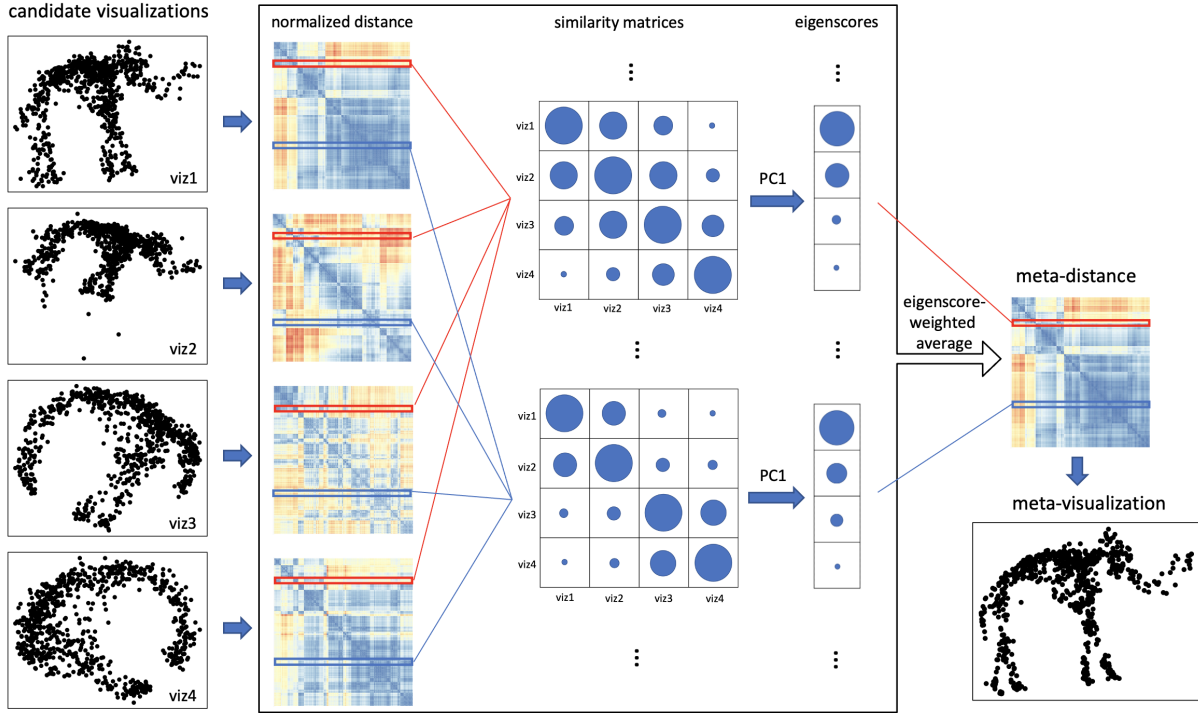 candidate visualizations
normalized distance
similarity matrices
eigenscores
viz1
viz2
viz3
viz4
viz1
viz2
viz3
viz4
viz1 viz2 viz3 viz4
PC1
viz1
viz2
viz3
viz4
viz1 viz2 viz3 viz4
PC1
eigenscore-
weighted
average
meta-distance
meta-visualization